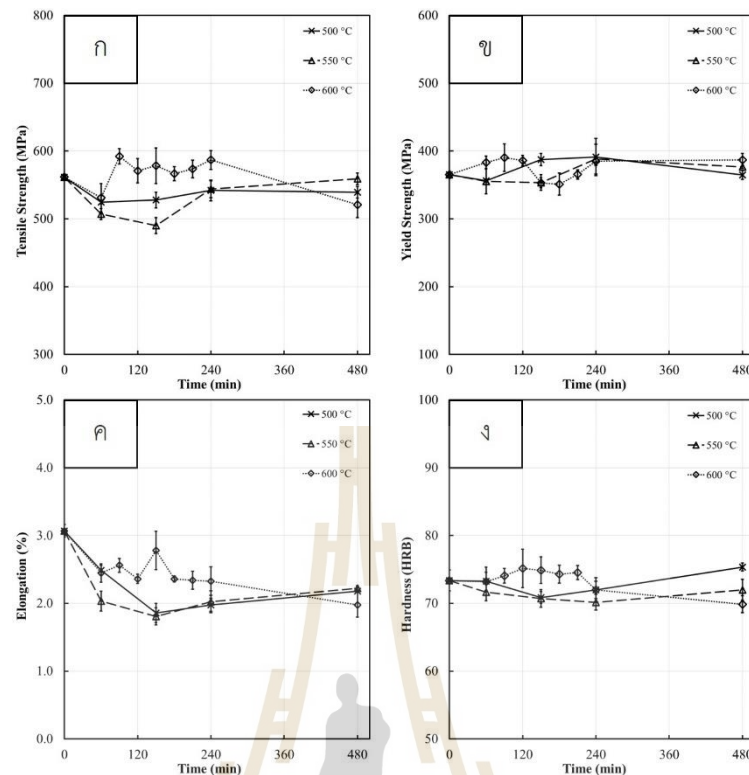 ก
800
700
600
500
400
300
Tensile Strength (MPa)
500 °C
550 °C
600 °C
0 120 240 360 480
Time (min)
ข
600
500
400
300
200
100
Yield Strength (MPa)
500 °C
550 °C
600 °C
0 120 240 360 480
Time (min)
ค
5.0
4.0
3.0
2.0
1.0
0.0
Elongation (%)
500 °C
550 °C
600 °C
0 120 240 360 480
Time (min)
ง
100
90
80
70
60
50
Hardness (HRB)
500 °C
550 °C
600 °C
0 120 240 360 480
Time (min)